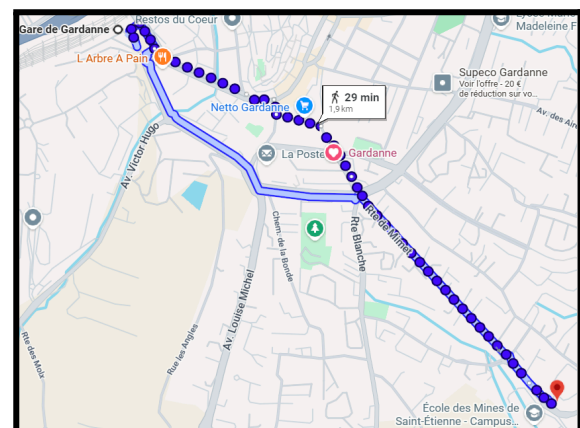 Restos du Coeur
Lycée M
Madeleine F
Gare de Gardanne
L Arbre A Pain
Supeco Gardanne
Voir l'offre - 20 €
de réduction sur vo...
29 min
1,9 km
Netto Gardanne
Av. des Aire
Av. Victor Hugo
La Poste
Gardanne
Rte de Mimet
Chem. de la Bonde
Rte Blanche
Av. Louise Michel
Rue les Angles
Rte des Molx
École des Mines de
Saint-Étienne - Campus...